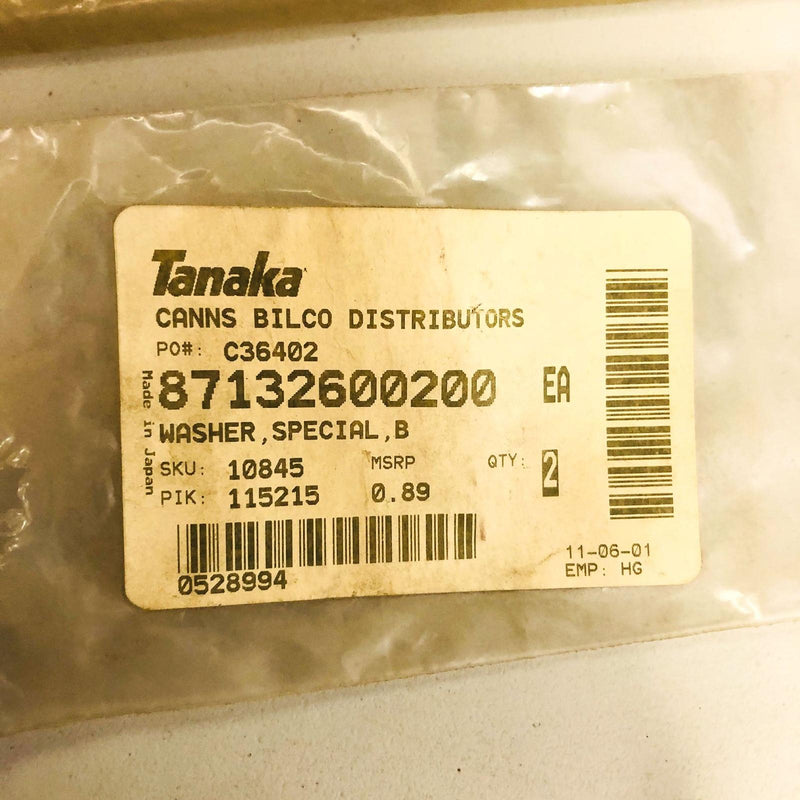 Tanaka
CANNS BILCO DISTRIBUTORS
PO#: C36402
87132600200 EA
Made in Japan
WASHER,SPECIAL,B
SKU: 10845 MSRP QTY: 2
PIK: 115215 0.89
0528994
11-06-01
EMP: HG